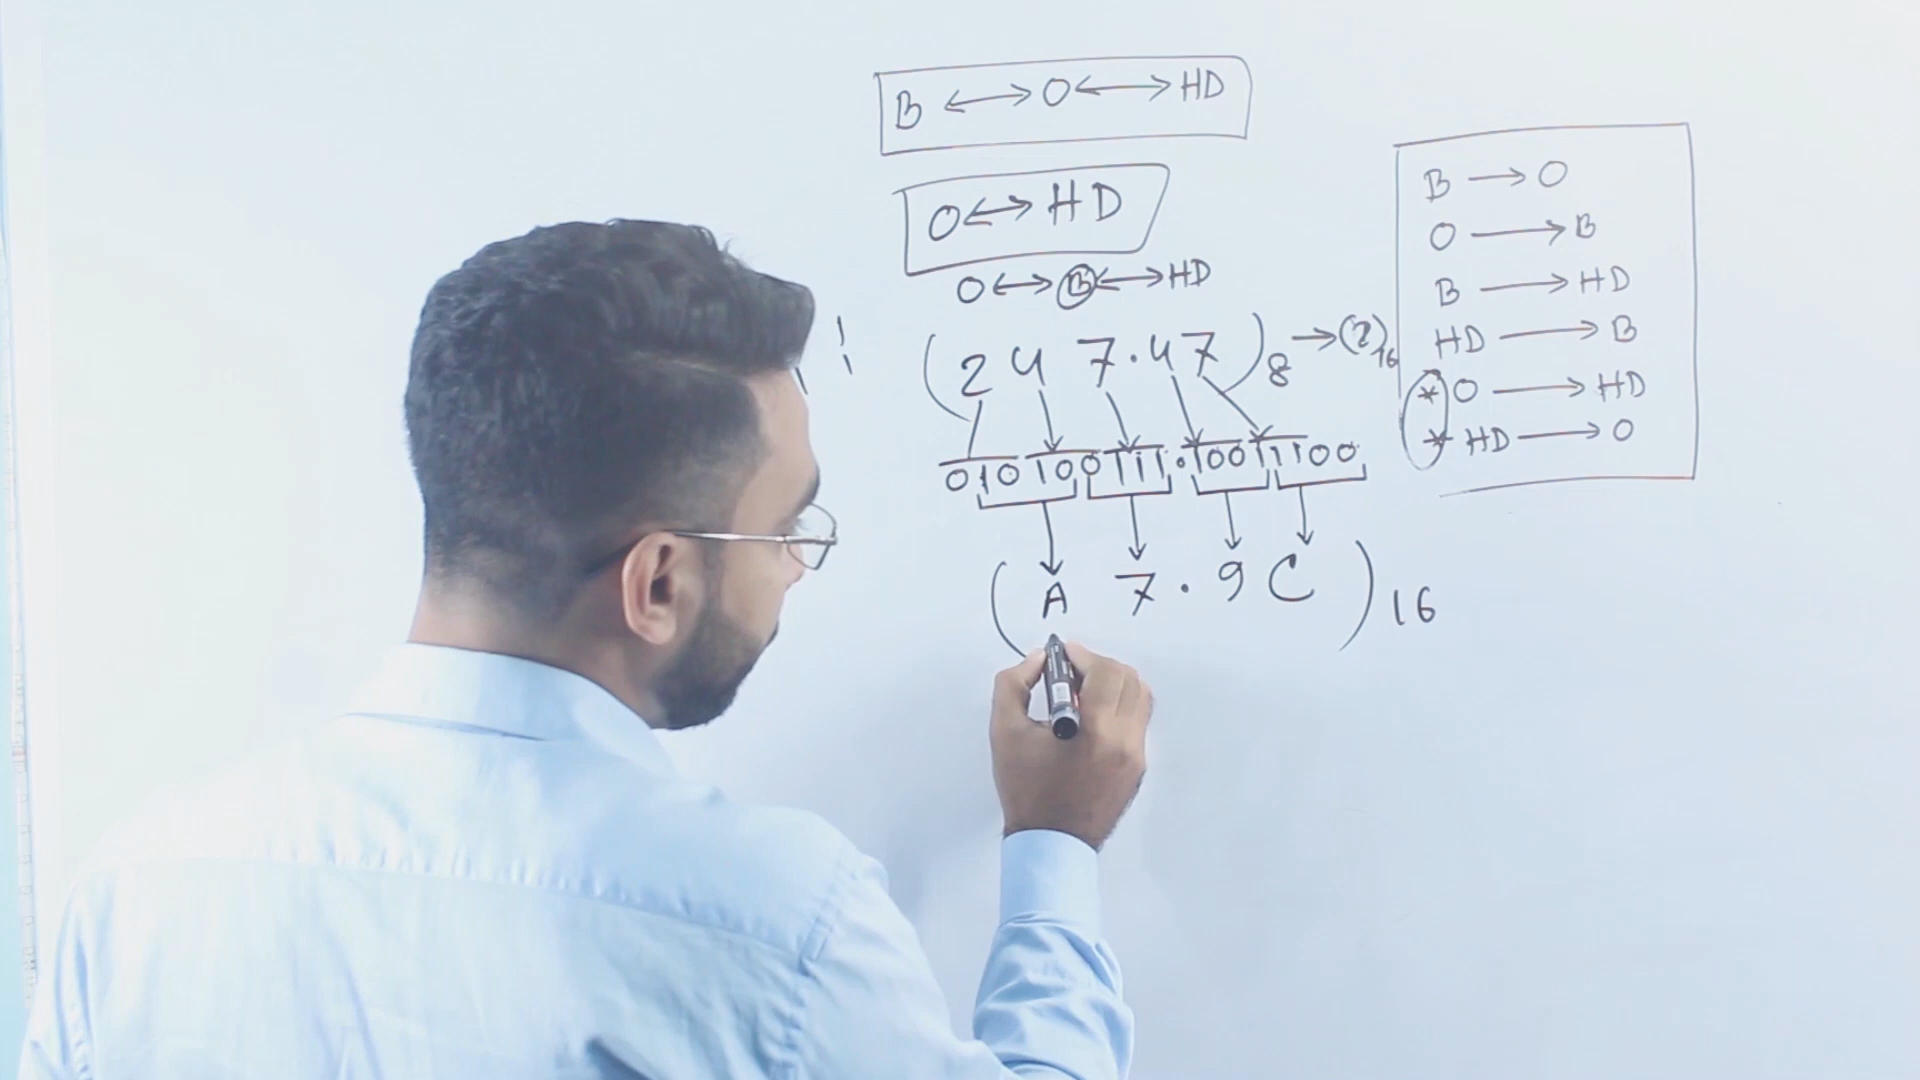 B ⟷ O ⟷ HD
O ⟷ HD
O ⟷ B ⟷ HD
(247.47)8 → (?)16
010100111.100111100
(A7.9C)16
B → O
O → B
B → HD
HD → B
* O → HD
* HD → O